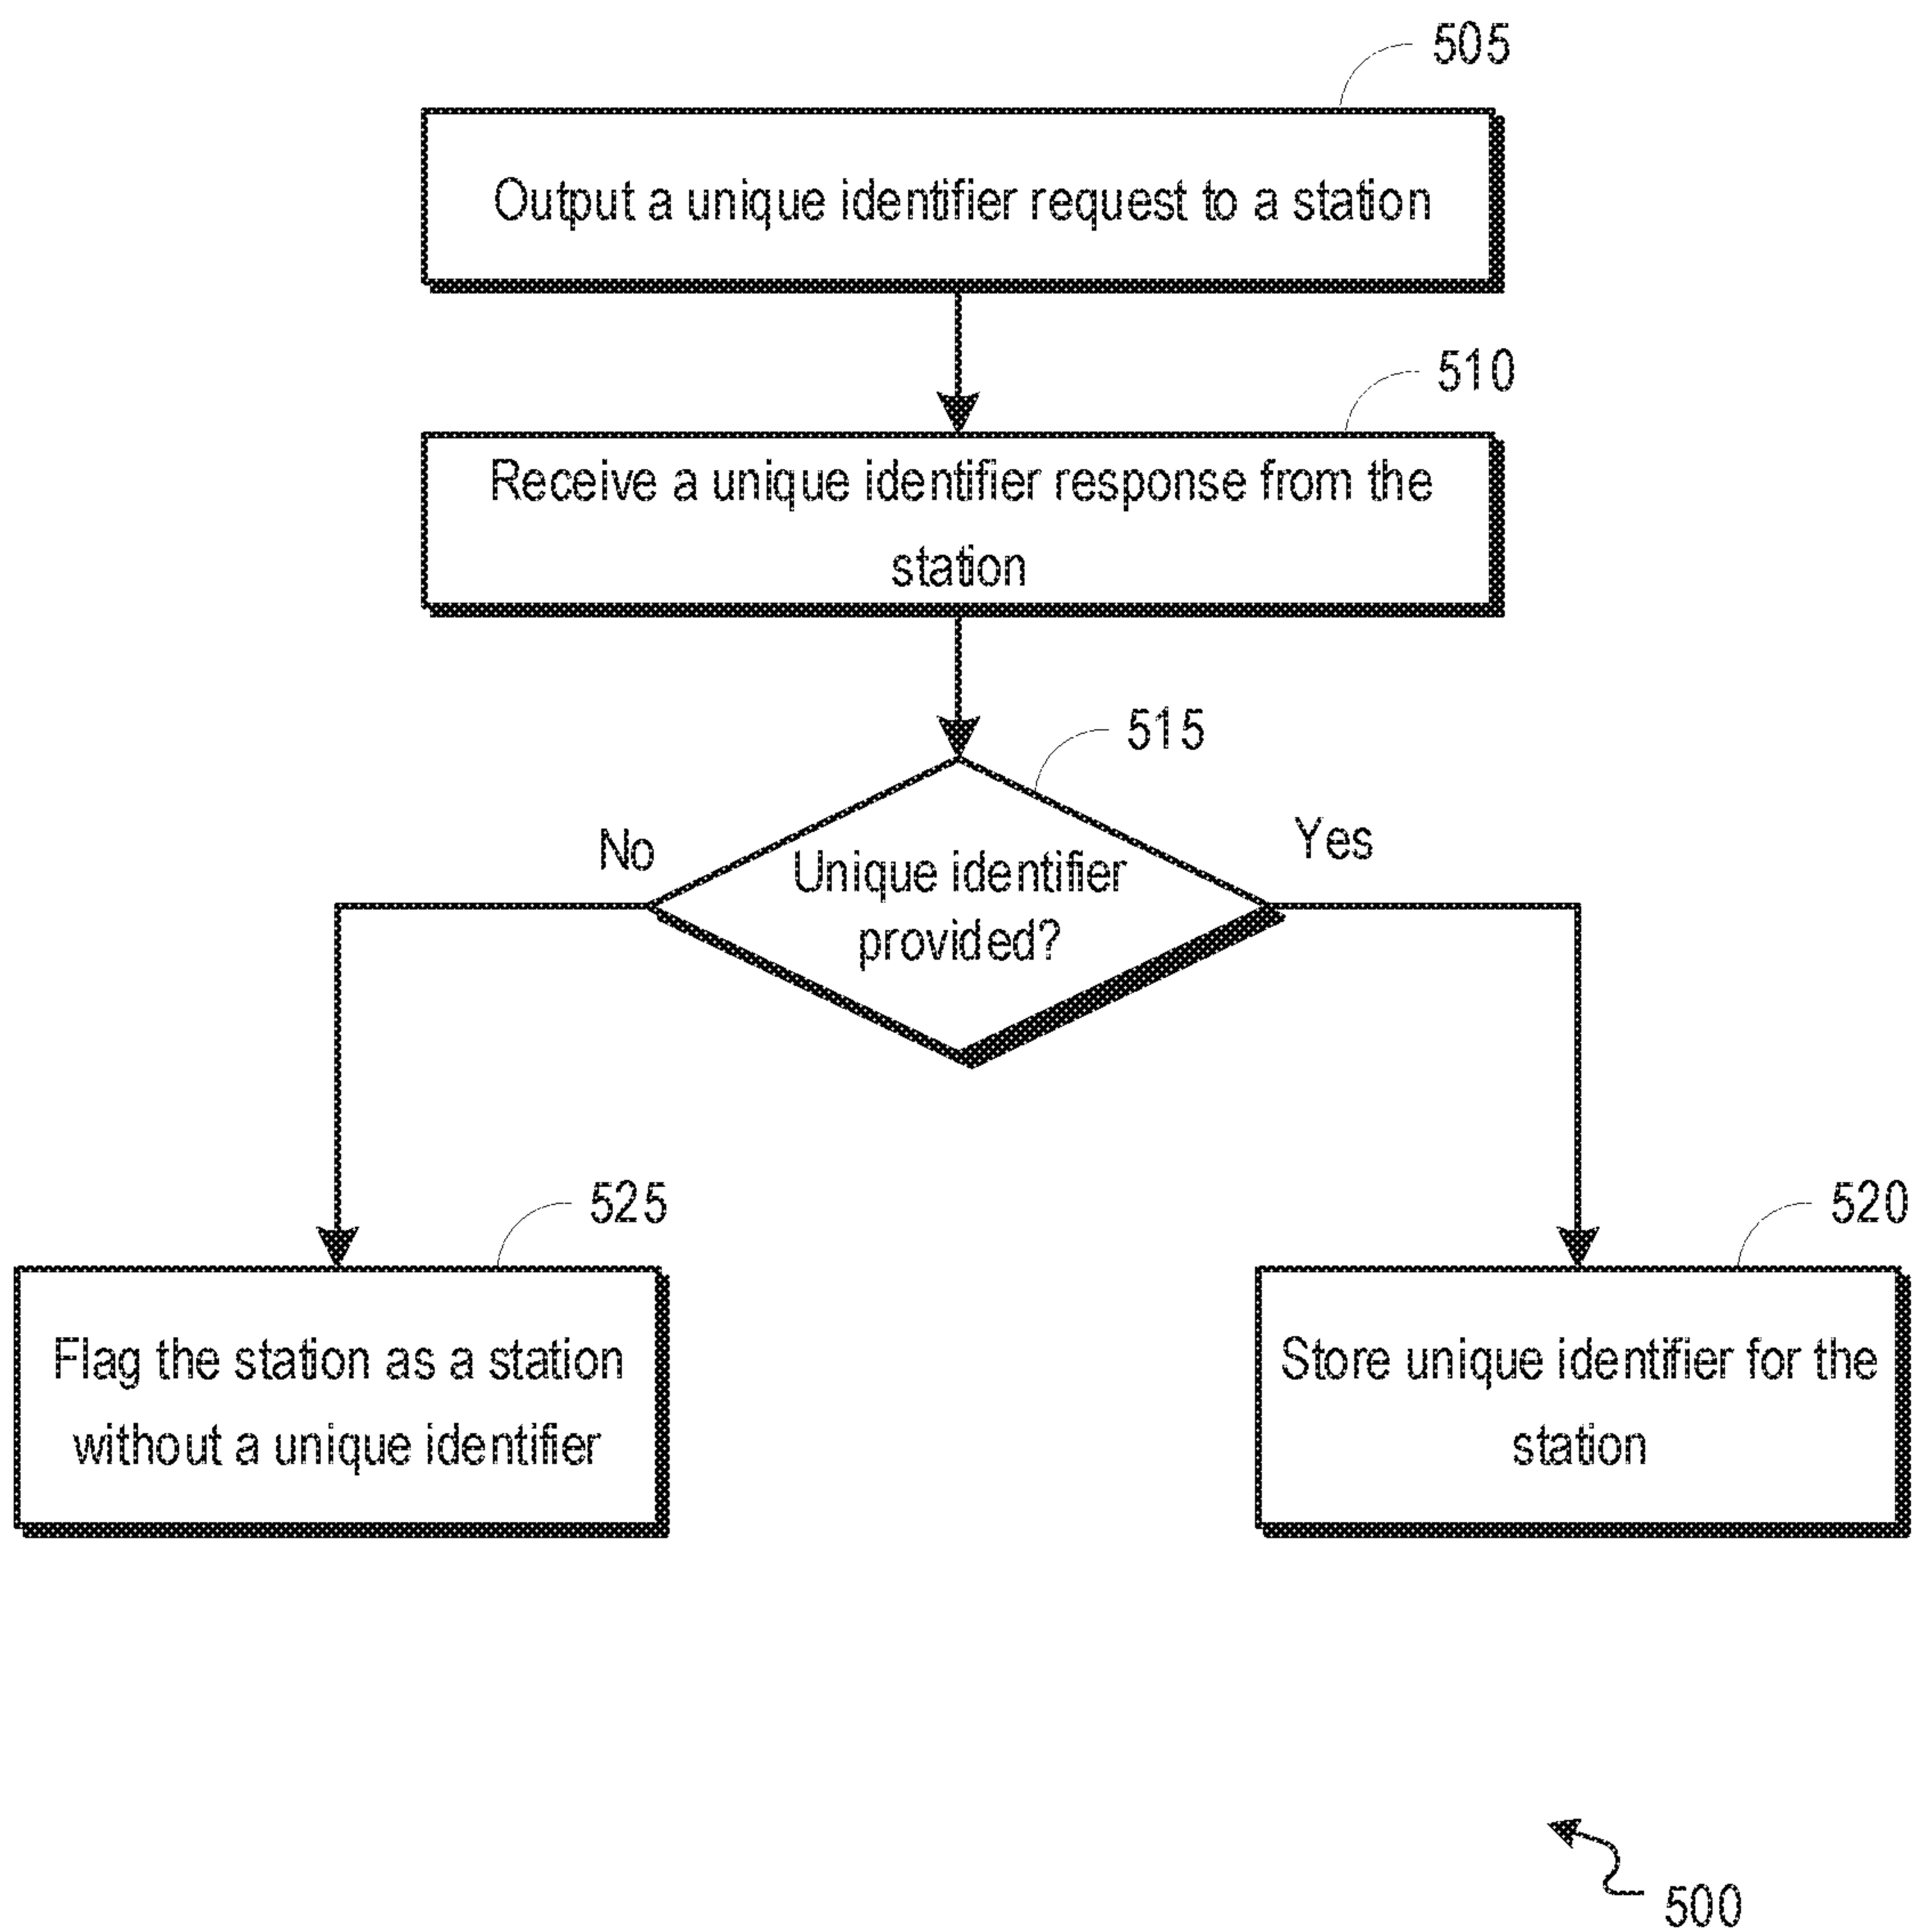 505
Output a unique identifier request to a station
510
Receive a unique identifier response from the
station
515
No
Yes
Unique identifier
provided?
525
520
Flag the station as a station
without a unique identifier
Store unique identifier for the
station
500